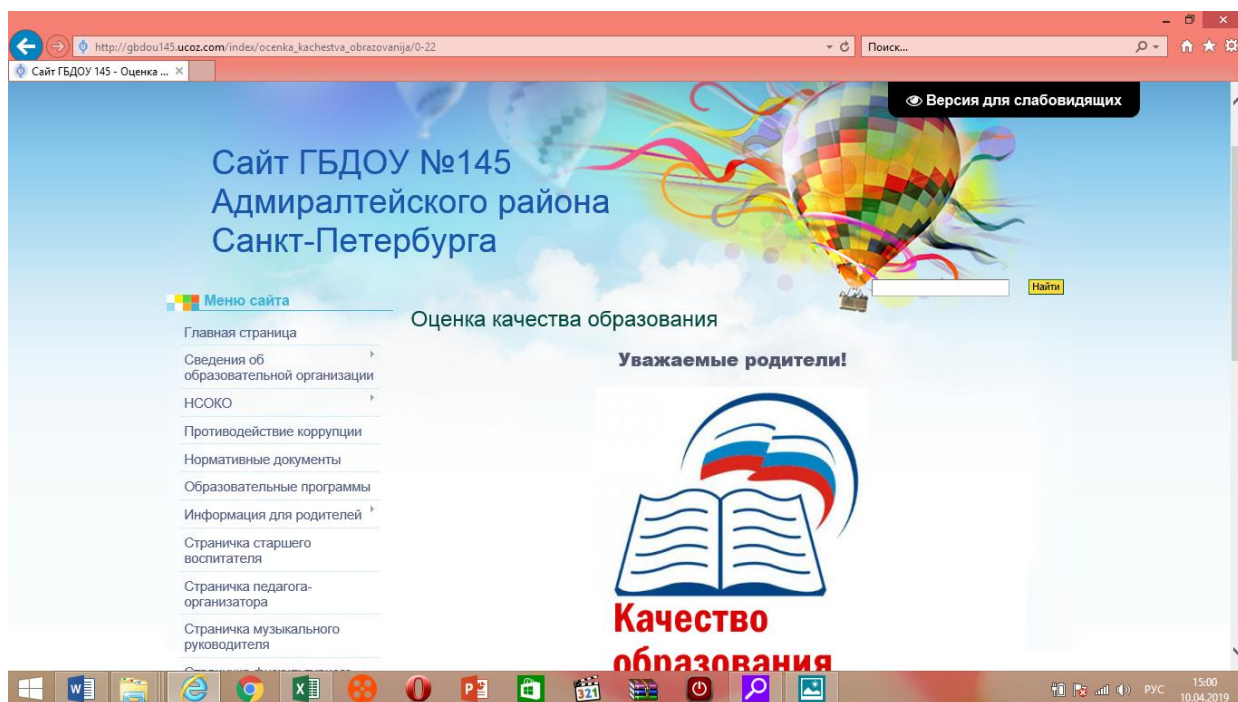 http://gbdou145.ucoz.com/index/ocenka_kachestva_obrazovanija/0-22
Поиск...
Сайт ГБДОУ 145 - Оценка ...
Версия для слабовидящих
Сайт ГБДОУ №145
Адмиралтейского района
Санкт-Петербурга
Найти
Меню сайта
Оценка качества образования
Главная страница
Уважаемые родители!
Сведения об
образовательной организации
НСОКО
Противодействие коррупции
Нормативные документы
Образовательные программы
Информация для родителей
Страничка старшего
воспитателя
Страничка педагога-
организатора
Страничка музыкального
руководителя
Качество
образования
321
РУС
15:00
10.04.2019